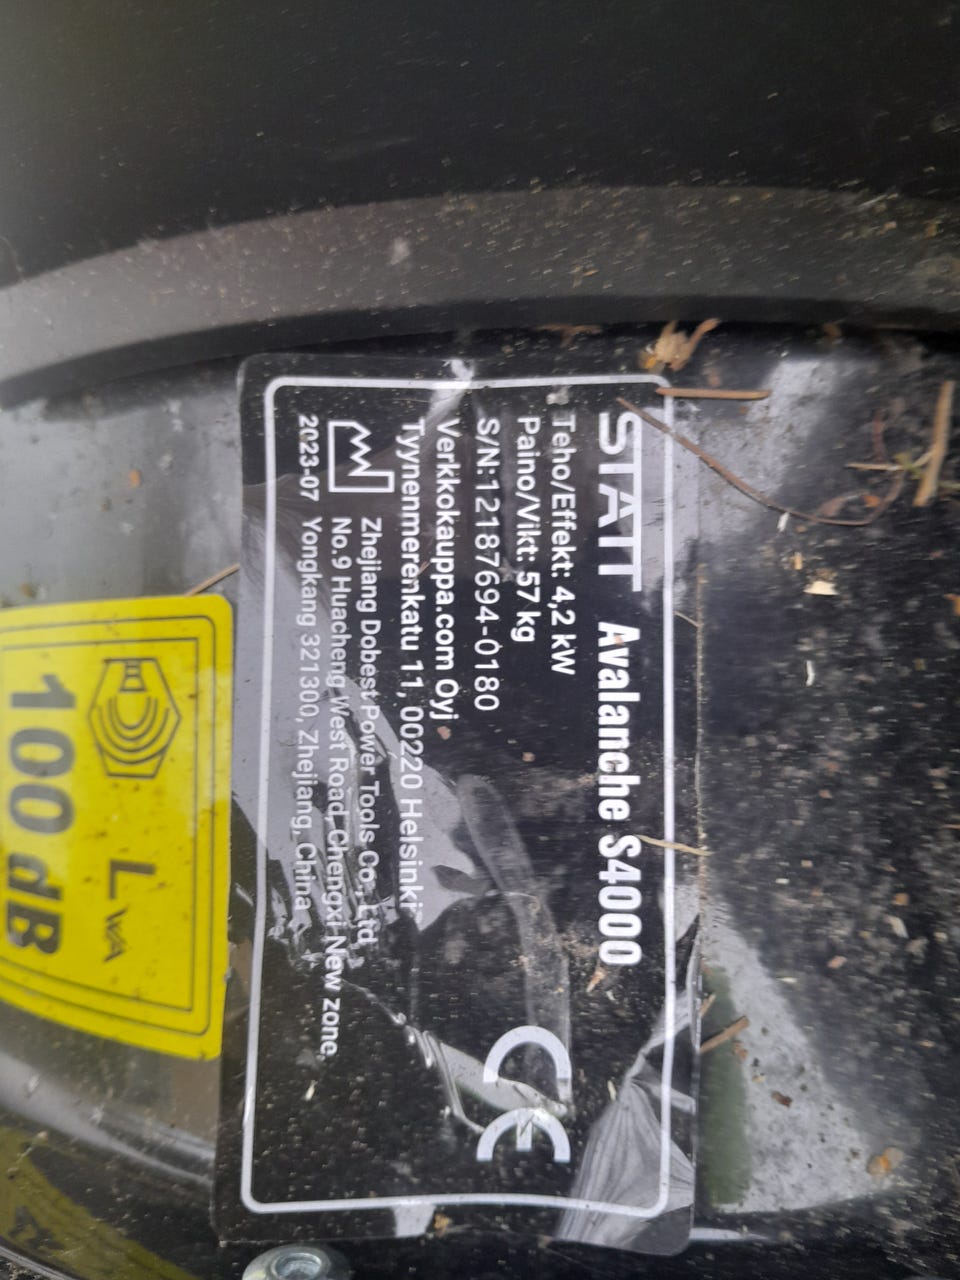 STATT Avalanche S4000
Teho/Effekt: 4,2 kW
Paino/Vikt: 57 kg
S/N:12187694-0180
Verkkokauppa.com Oyj
Tyynenmerenkatu 11, 00220 Helsinki
Zhejiang Dobest Power Tools Co., Ltd
No.9 Huacheng West Road, Chengxi New zone,
2023-07 Yongkang 321300, Zhejiang, China
CE
LWA
100 dB